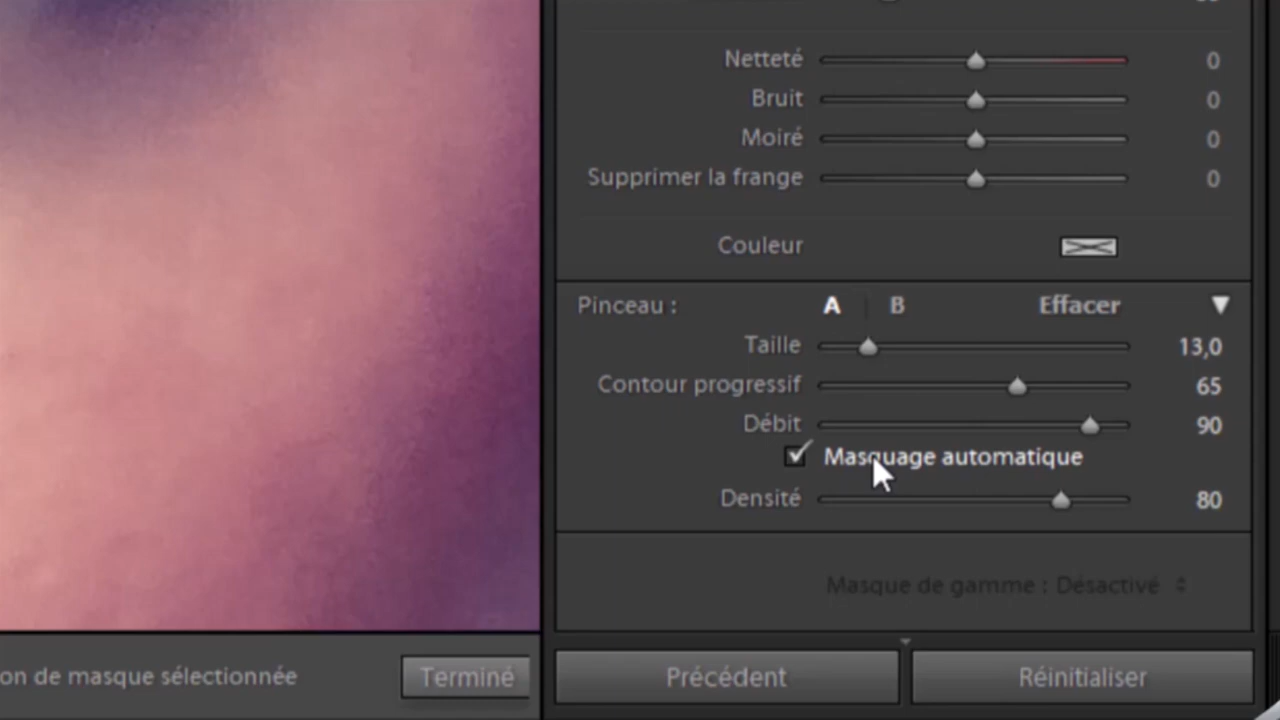 Netteté 0
Bruit 0
Moiré 0
Supprimer la frange 0
Couleur
Pinceau : A B Effacer
Taille 13,0
Contour progressif 65
Débit 90
Masquage automatique
Densité 80
Masque de gamme : Désactivé
on de masque sélectionnée Terminé Précédent Réinitialiser